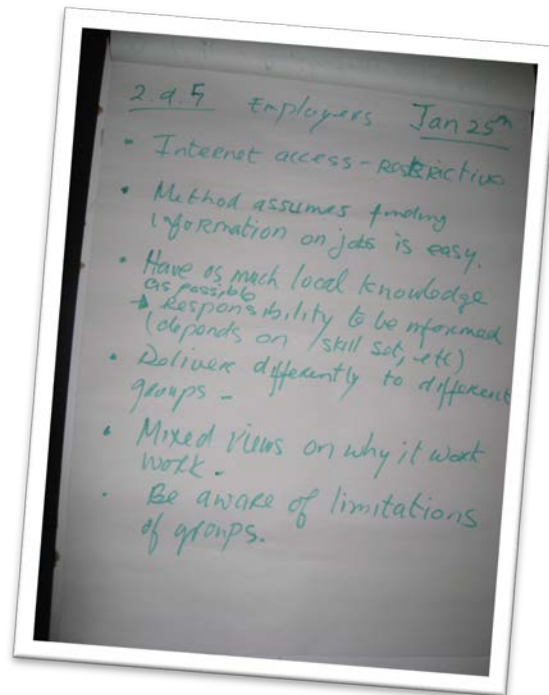 2.a.5 Employers Jan 25th
• Internet access - restrictive
• Method assumes finding
information on jobs is easy.
• Have as much local knowledge
as possible
→ Responsibility to be informed
(depends on / skill set, etc)
• Deliver differently to different
groups -
• Mixed views on why it work
work.
• Be aware of limitations
of groups.